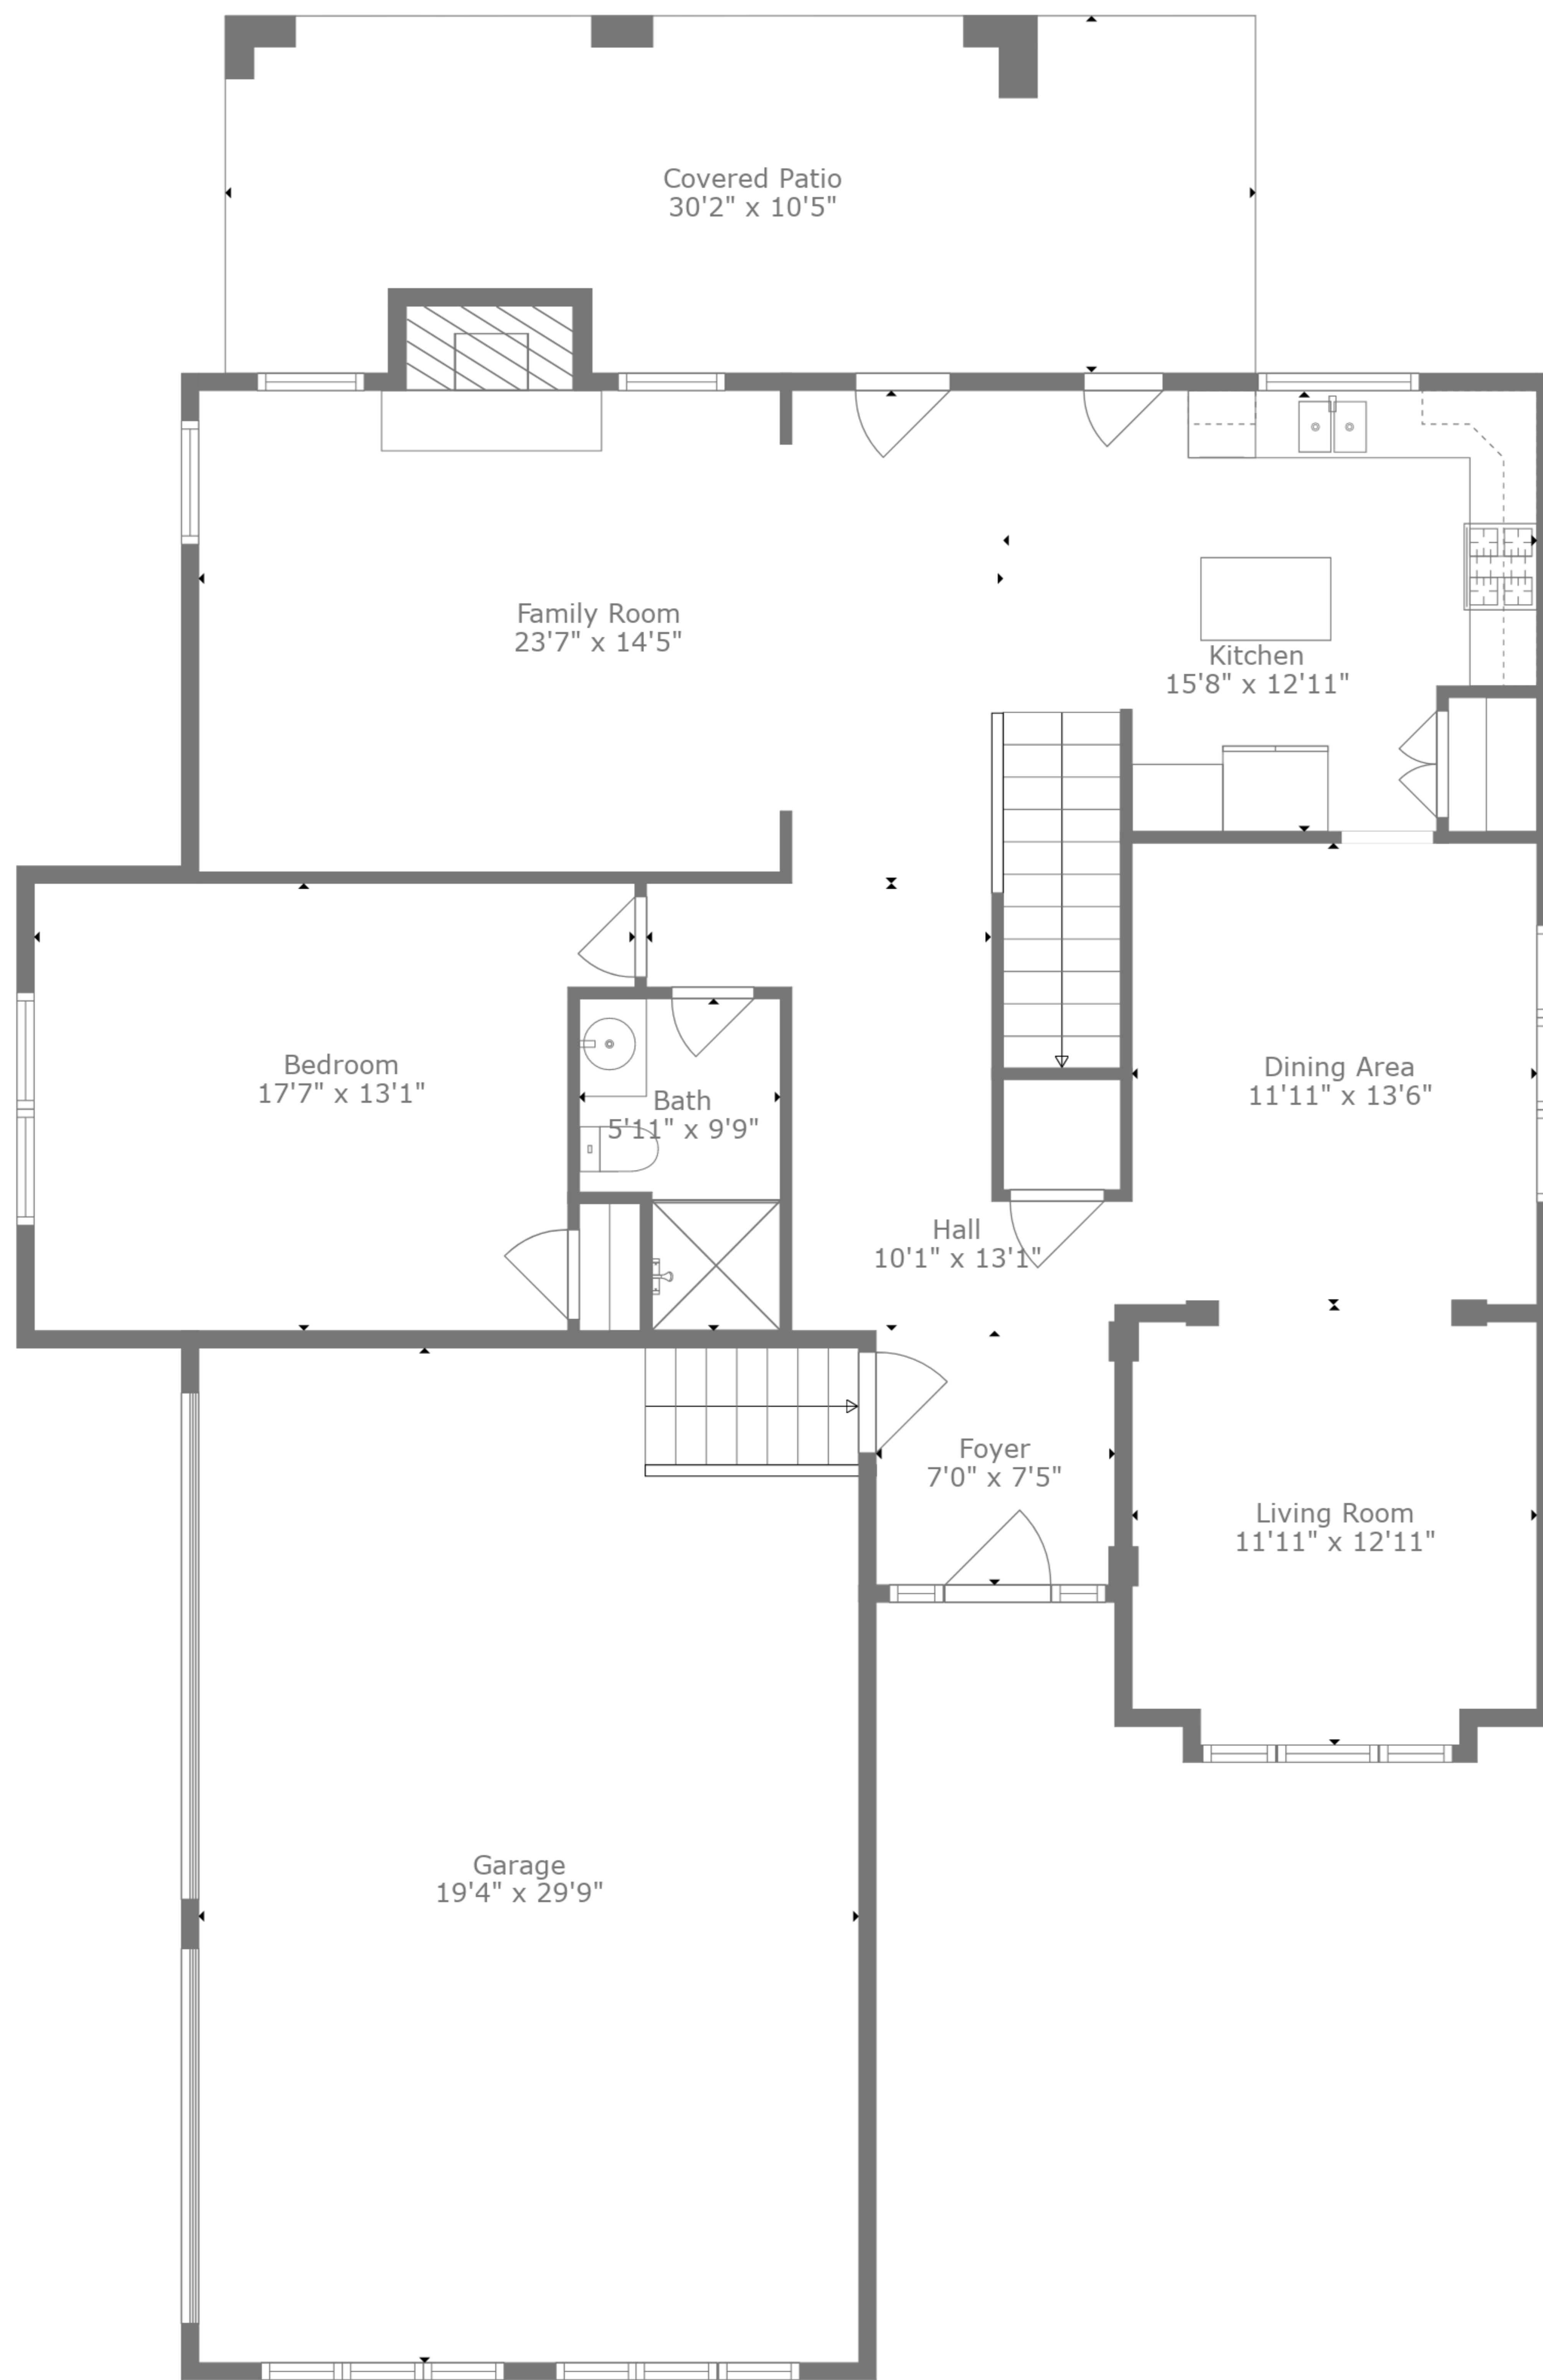 Covered Patio
30'2" x 10'5"
Family Room
23'7" x 14'5"
Kitchen
15'8" x 12'11"
Bedroom
17'7" x 13'1"
Bath
5'11" x 9'9"
Dining Area
11'11" x 13'6"
Hall
10'1" x 13'1"
Foyer
7'0" x 7'5"
Living Room
11'11" x 12'11"
Garage
19'4" x 29'9"